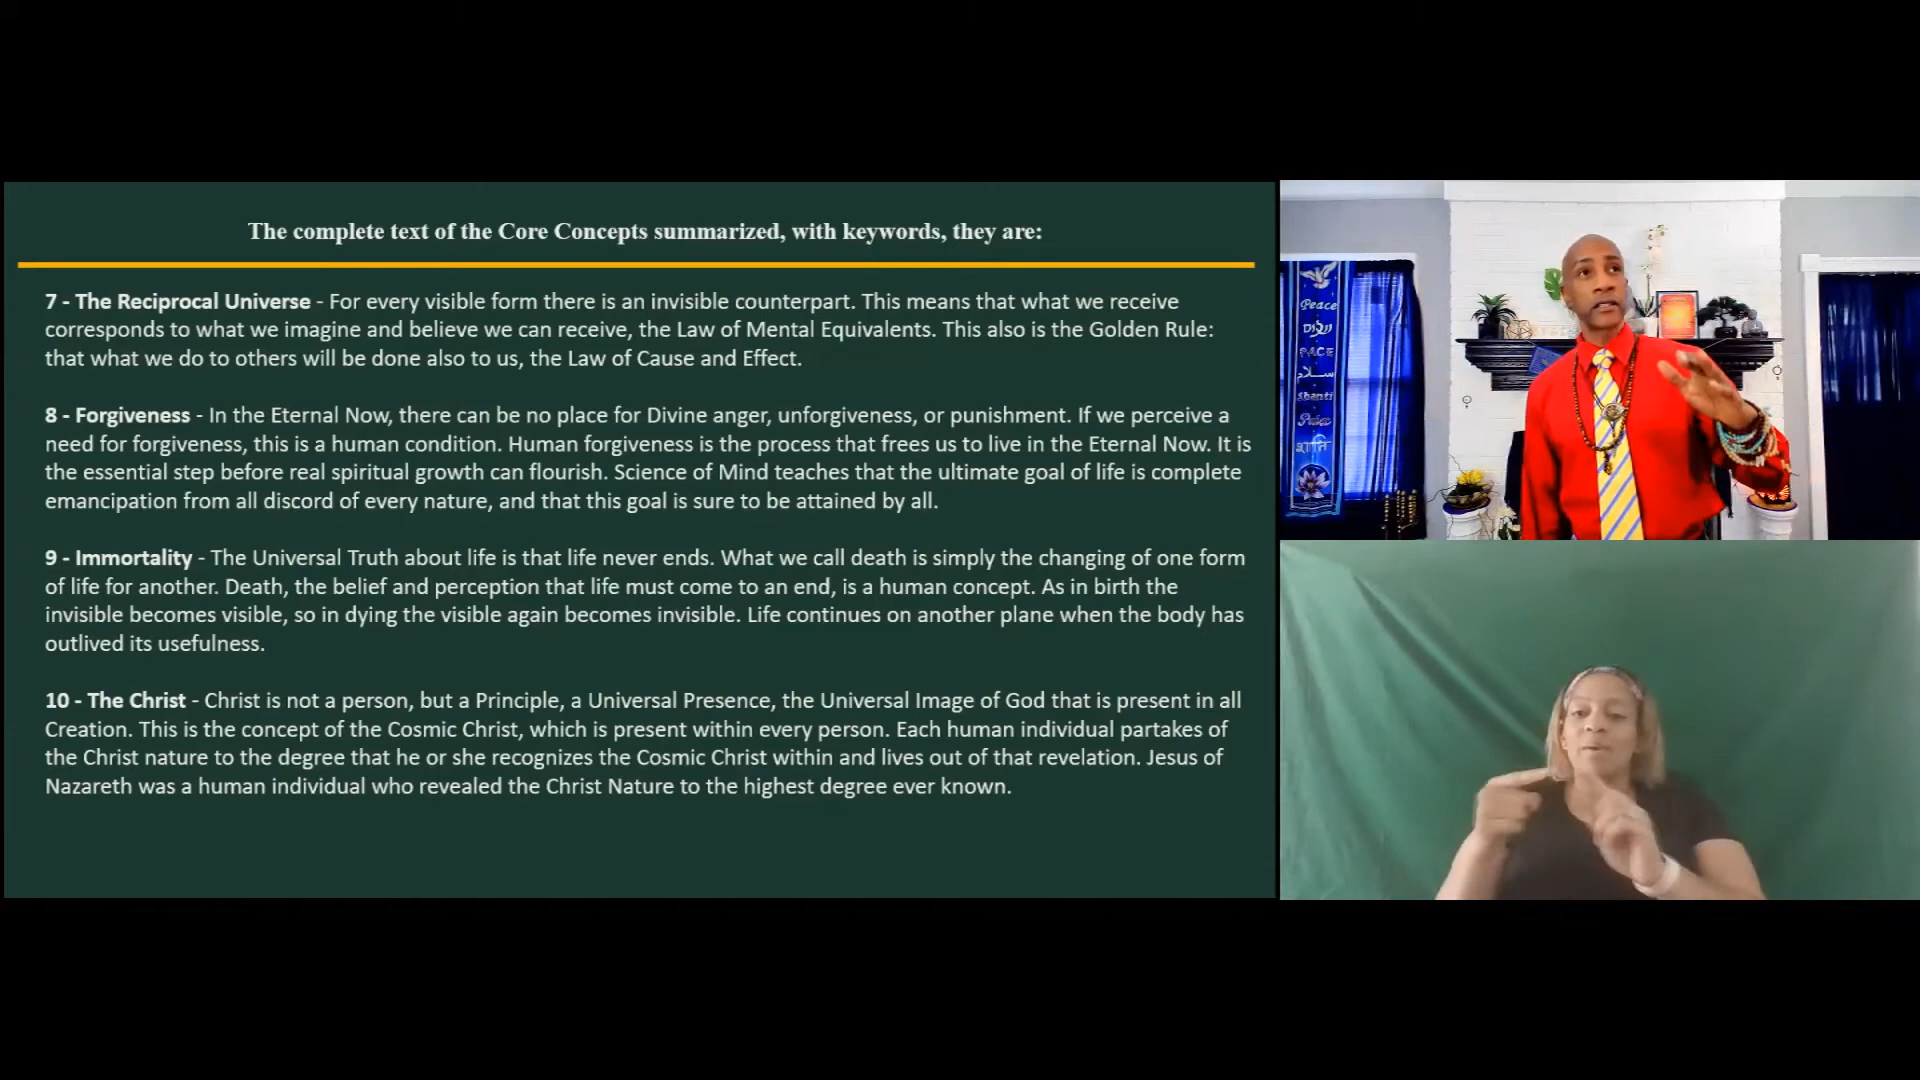 The complete text of the Core Concepts summarized, with keywords, they are:
7 - The Reciprocal Universe - For every visible form there is an invisible counterpart. This means that what we receive
corresponds to what we imagine and believe we can receive, the Law of Mental Equivalents. This also is the Golden Rule:
that what we do to others will be done also to us, the Law of Cause and Effect.
8 - Forgiveness - In the Eternal Now, there can be no place for Divine anger, unforgiveness, or punishment. If we perceive a
need for forgiveness, this is a human condition. Human forgiveness is the process that frees us to live in the Eternal Now. It is
the essential step before real spiritual growth can flourish. Science of Mind teaches that the ultimate goal of life is complete
emancipation from all discord of every nature, and that this goal is sure to be attained by all.
9 - Immortality - The Universal Truth about life is that life never ends. What we call death is simply the changing of one form
of life for another. Death, the belief and perception that life must come to an end, is a human concept. As in birth the
invisible becomes visible, so in dying the visible again becomes invisible. Life continues on another plane when the body has
outlived its usefulness.
10 - The Christ - Christ is not a person, but a Principle, a Universal Presence, the Universal Image of God that is present in all
Creation. This is the concept of the Cosmic Christ, which is present within every person. Each human individual partakes of
the Christ nature to the degree that he or she recognizes the Cosmic Christ within and lives out of that revelation. Jesus of
Nazareth was a human individual who revealed the Christ Nature to the highest degree ever known.
Peace
שלום
PACE
سلام
Shanti